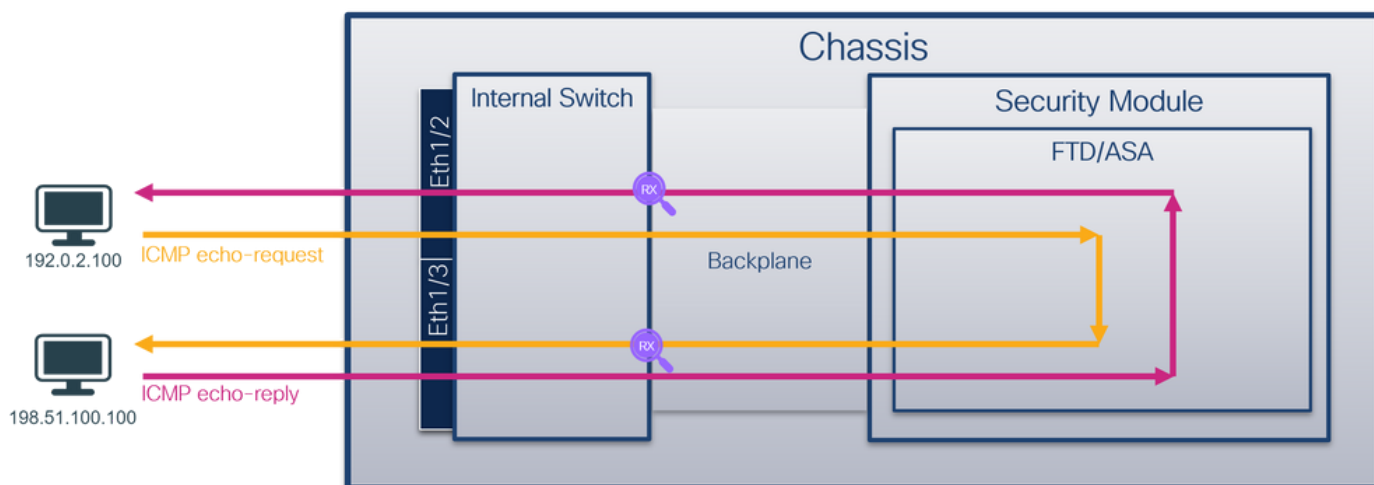 Chassis
Internal Switch
Security Module
FTD/ASA
Eth1/2
RX
192.0.2.100
ICMP echo-request
Backplane
Eth1/3
RX
ICMP echo-reply
198.51.100.100